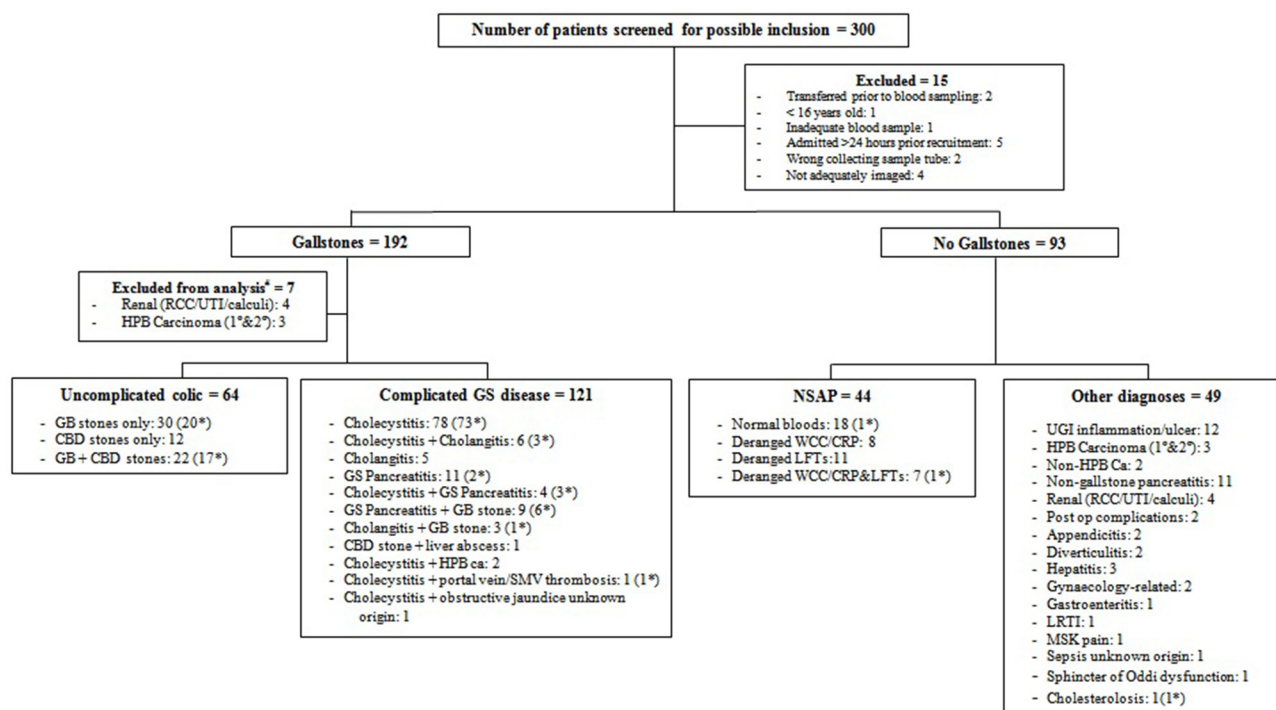 Number of patients screened for possible inclusion = 300
Excluded = 15
- Transferred prior to blood sampling: 2
- < 16 years old: 1
- Inadequate blood sample: 1
- Admitted >24 hours prior recruitment: 5
- Wrong collecting sample tube: 2
- Not adequately imaged: 4
Gallstones = 192
No Gallstones = 93
Excluded from analysis# = 7
- Renal (RCC/UTI/calculi): 4
- HPB Carcinoma (1°&2°): 3
Uncomplicated colic = 64
- GB stones only: 30 (20*)
- CBD stones only: 12
- GB + CBD stones: 22 (17*)
Complicated GS disease = 121
- Cholecystitis: 78 (73*)
- Cholecystitis + Cholangitis: 6 (3*)
- Cholangitis: 5
- GS Pancreatitis: 11 (2*)
- Cholecystitis + GS Pancreatitis: 4 (3*)
- GS Pancreatitis + GB stone: 9 (6*)
- Cholangitis + GB stone: 3 (1*)
- CBD stone + liver abscess: 1
- Cholecystitis + HPB ca: 2
- Cholecystitis + portal vein/SMV thrombosis: 1 (1*)
- Cholecystitis + obstructive jaundice unknown
origin: 1
NSAP = 44
- Normal bloods: 18 (1*)
- Deranged WCC/CRP: 8
- Deranged LFTs: 11
- Deranged WCC/CRP&LFTs: 7 (1*)
Other diagnoses = 49
- UGI inflammation/ulcer: 12
- HPB Carcinoma (1°&2°): 3
- Non-HPB Ca: 2
- Non-gallstone pancreatitis: 11
- Renal (RCC/UTI/calculi): 4
- Post op complications: 2
- Appendicitis: 2
- Diverticulitis: 2
- Hepatitis: 3
- Gynaecology-related: 2
- Gastroenteritis: 1
- LRTI: 1
- MSK pain: 1
- Sepsis unknown origin: 1
- Sphincter of Oddi dysfunction: 1
- Cholesterolosis: 1(1*)